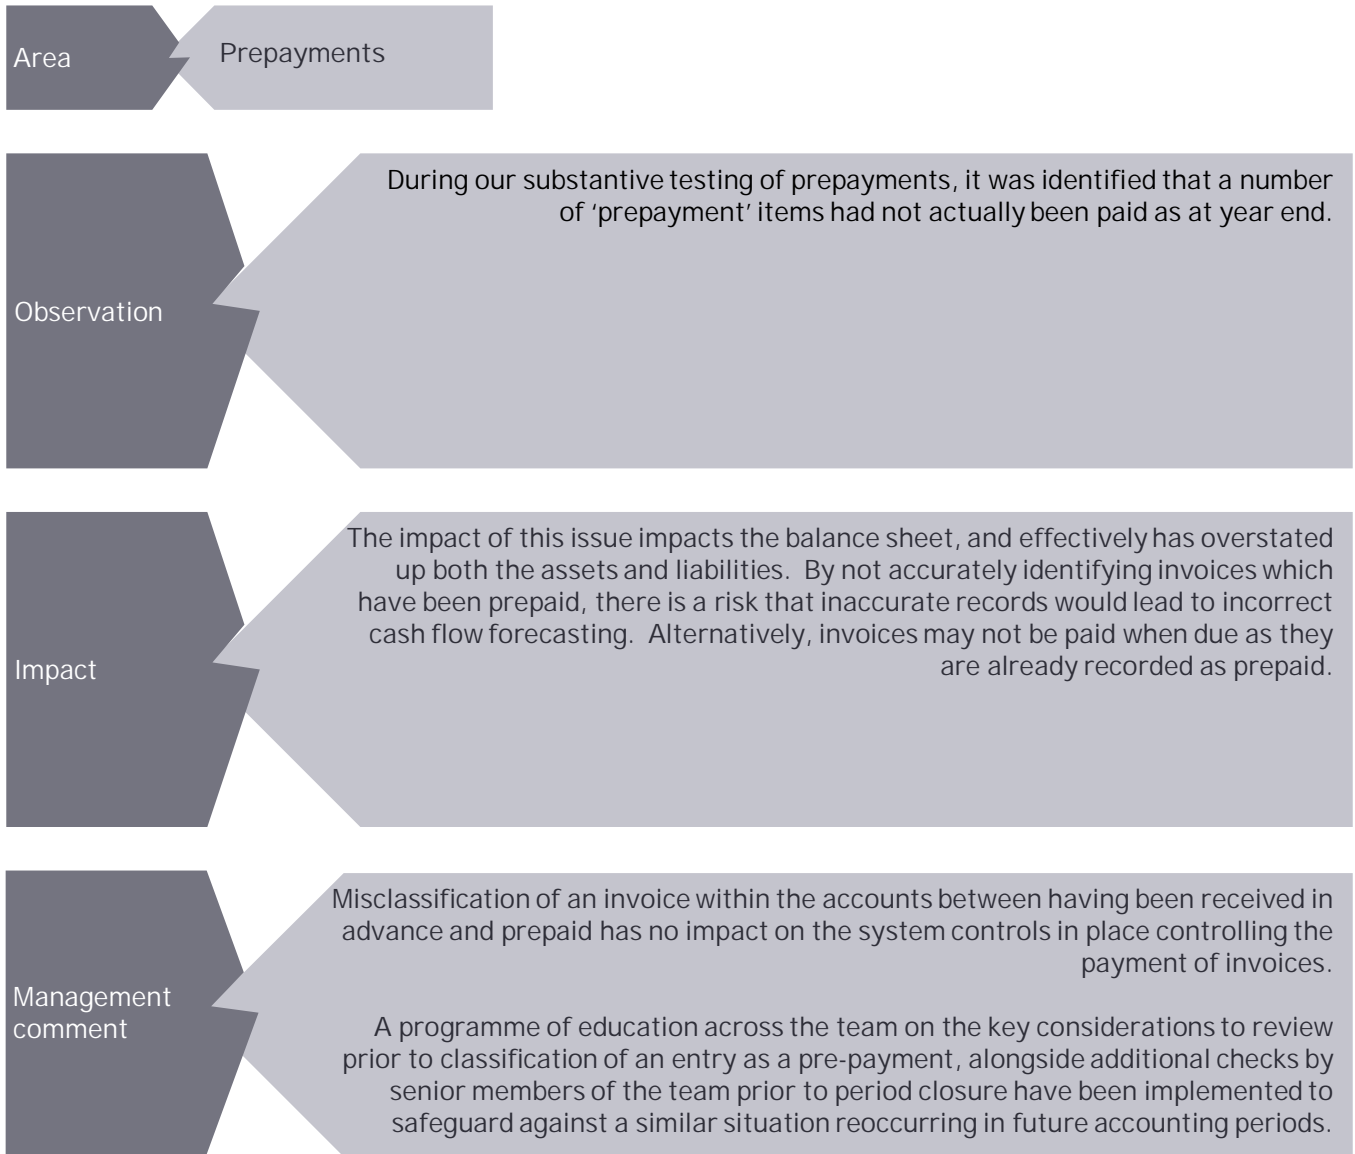 Area
Prepayments
Observation
During our substantive testing of prepayments, it was identified that a number
of ‘prepayment’ items had not actually been paid as at year end.
Impact
The impact of this issue impacts the balance sheet, and effectively has overstated
up both the assets and liabilities. By not accurately identifying invoices which
have been prepaid, there is a risk that inaccurate records would lead to incorrect
cash flow forecasting. Alternatively, invoices may not be paid when due as they
are already recorded as prepaid.
Management
comment
Misclassification of an invoice within the accounts between having been received in
advance and prepaid has no impact on the system controls in place controlling the
payment of invoices.
A programme of education across the team on the key considerations to review
prior to classification of an entry as a pre-payment, alongside additional checks by
senior members of the team prior to period closure have been implemented to
safeguard against a similar situation reoccurring in future accounting periods.